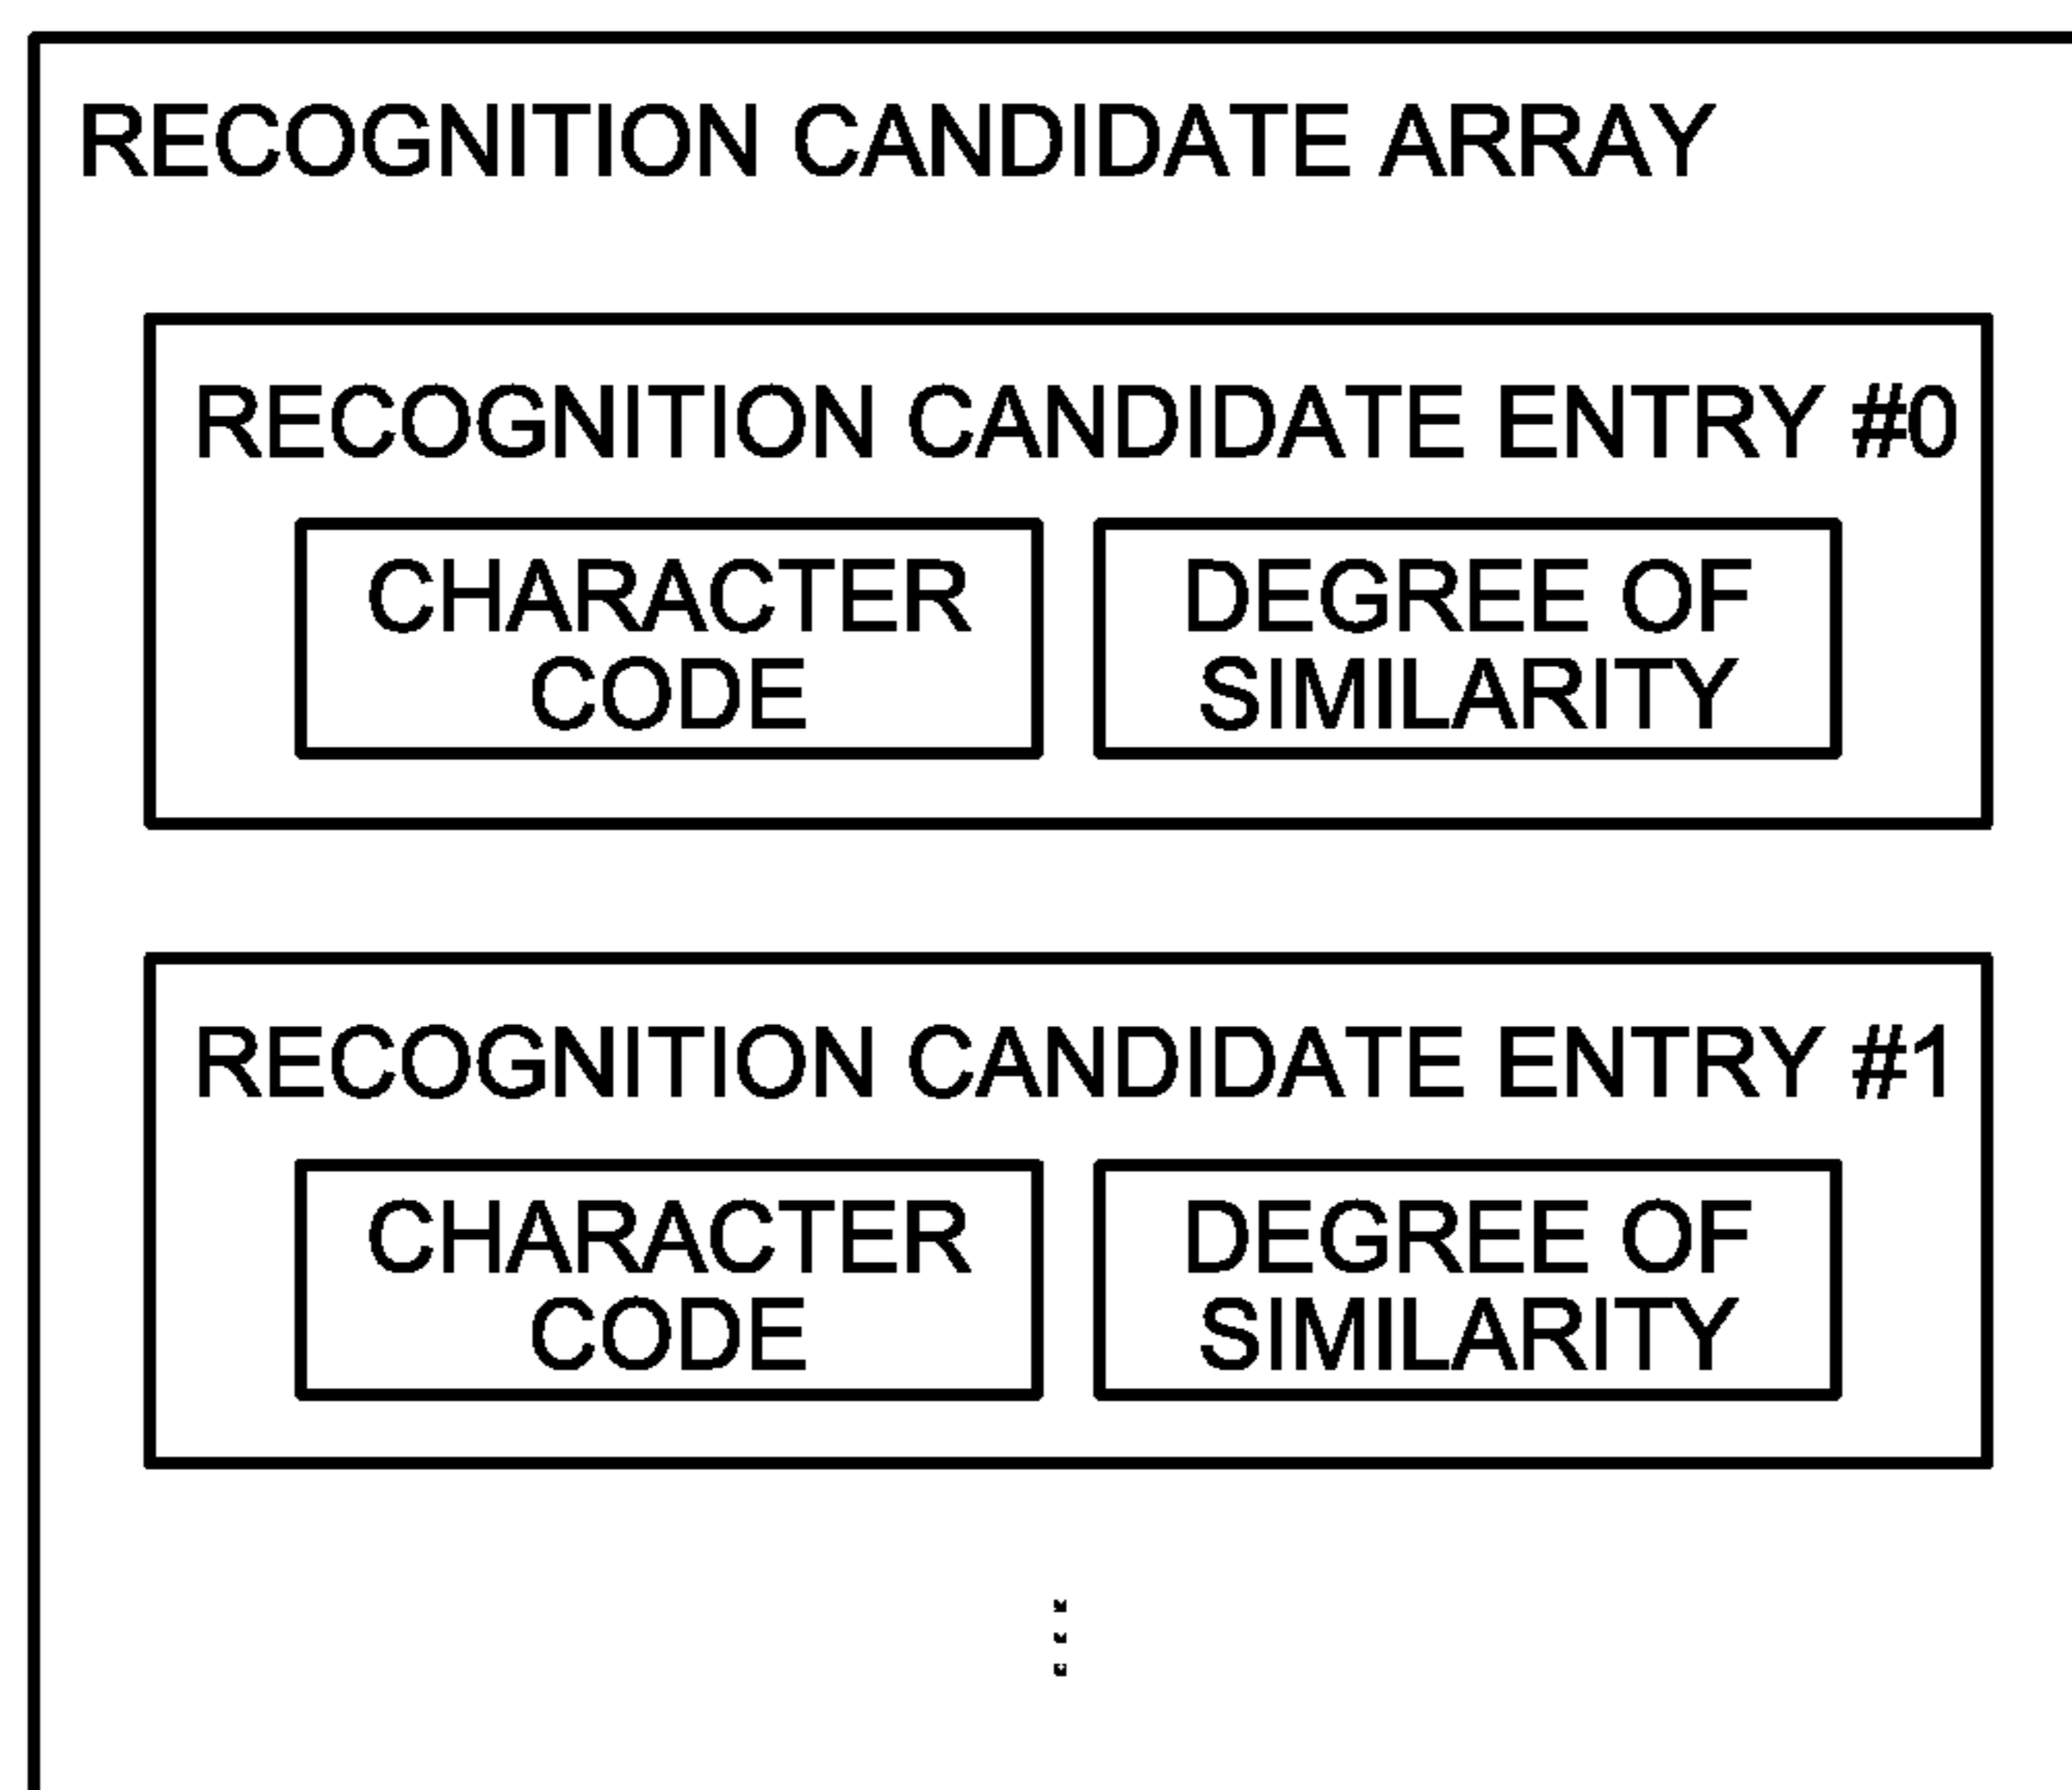 RECOGNITION CANDIDATE ARRAY
RECOGNITION CANDIDATE ENTRY #0
CHARACTER
CODE
DEGREE OF
SIMILARITY
RECOGNITION CANDIDATE ENTRY #1
CHARACTER
CODE
DEGREE OF
SIMILARITY